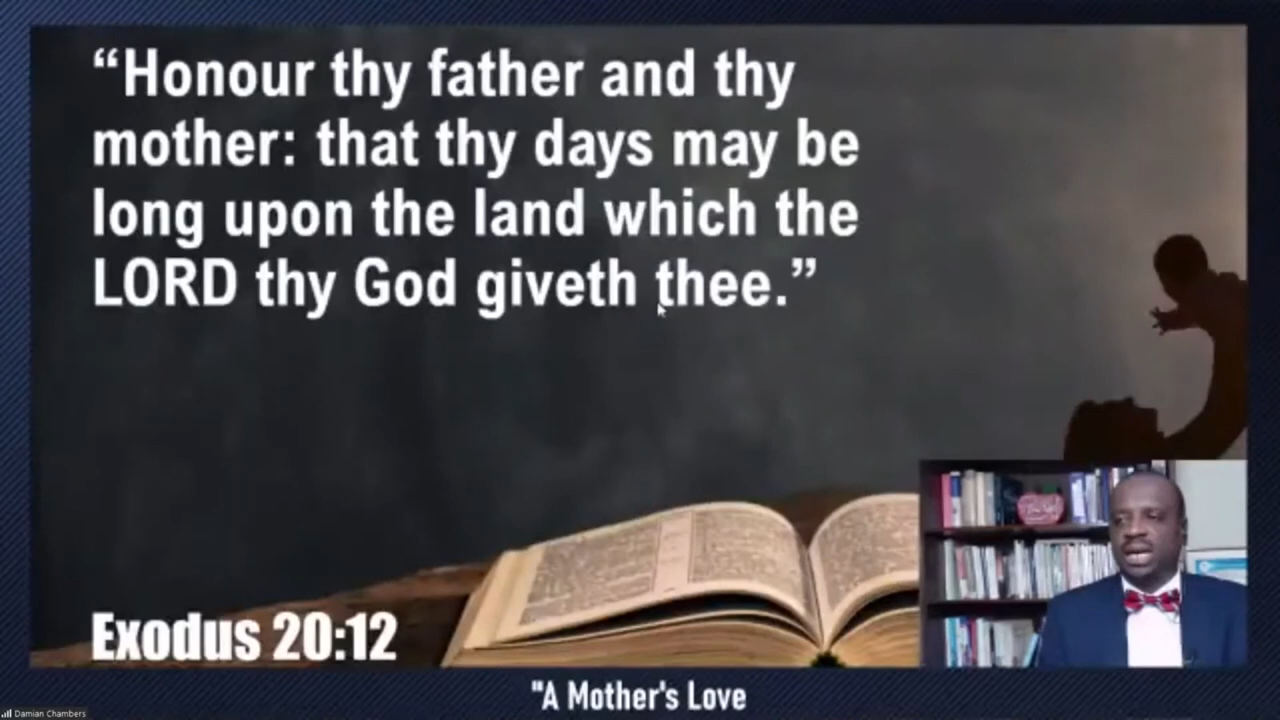 “Honour thy father and thy
mother: that thy days may be
long upon the land which the
LORD thy God giveth thee.”
Exodus 20:12
"A Mother's Love
Damian Chambers